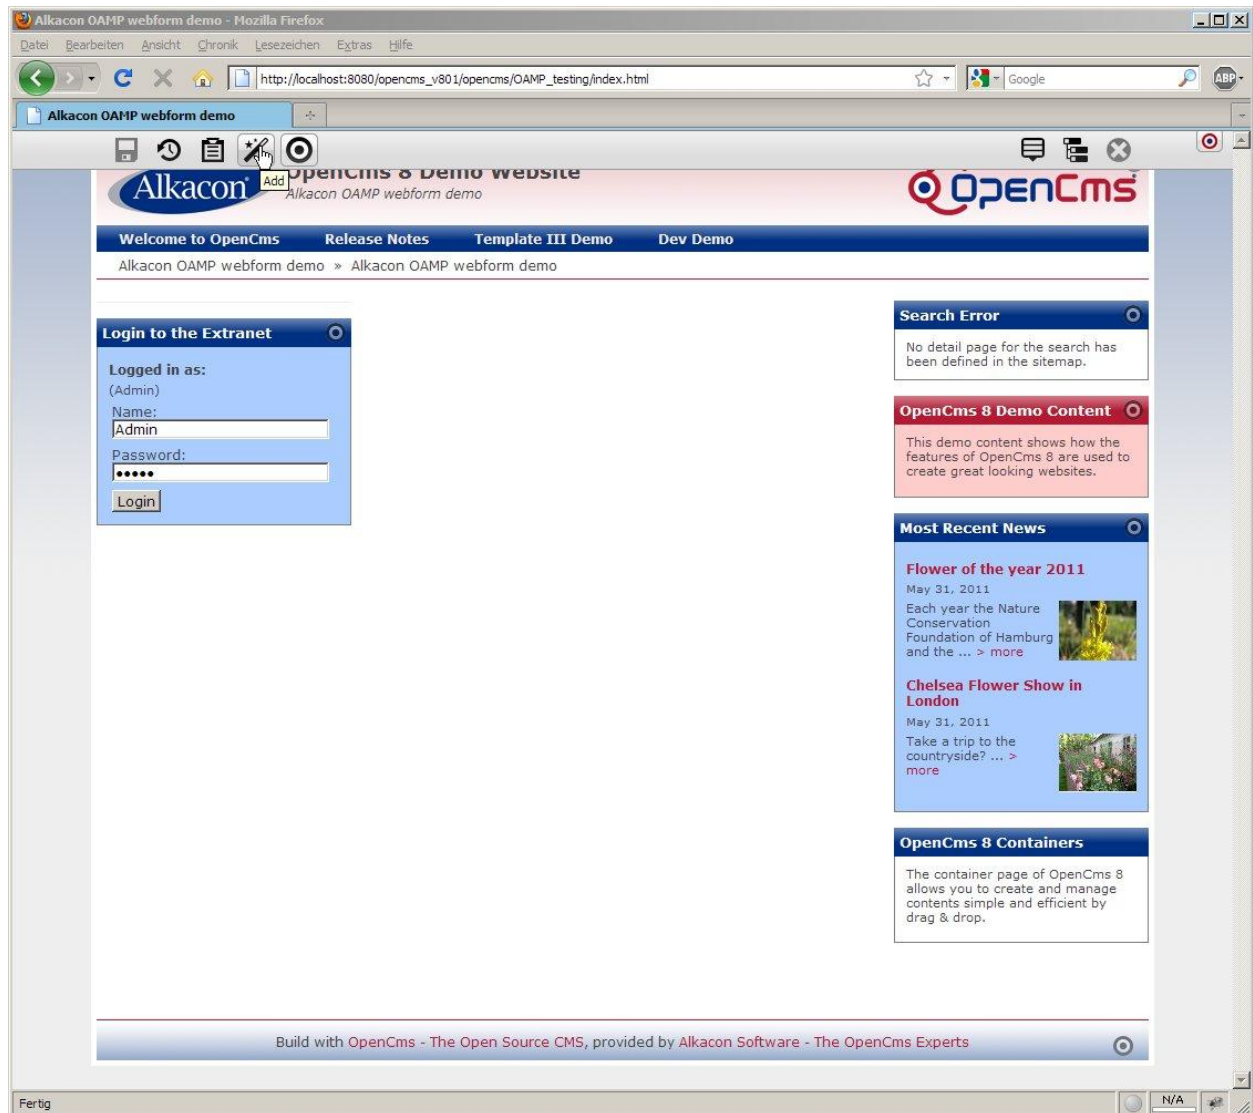 Alkacon OAMP webform demo - Mozilla Firefox
Datei Bearbeiten Ansicht Chronik Lesezeichen Extras Hilfe
http://localhost:8080/opencms_v801/opencms/OAMP_testing/index.html
Google
ABP
Alkacon OAMP webform demo
Add
Alkacon
OpenCms 8 Demo Website
Alkacon OAMP webform demo
OpenCms
Welcome to OpenCms Release Notes Template III Demo Dev Demo
Alkacon OAMP webform demo » Alkacon OAMP webform demo
Login to the Extranet
Logged in as:
(Admin)
Name:
Admin
Password:
•••••
Login
Search Error
No detail page for the search has
been defined in the sitemap.
OpenCms 8 Demo Content
This demo content shows how the
features of OpenCms 8 are used to
create great looking websites.
Most Recent News
Flower of the year 2011
May 31, 2011
Each year the Nature
Conservation
Foundation of Hamburg
and the ... > more
Chelsea Flower Show in
London
May 31, 2011
Take a trip to the
countryside? ... >
more
OpenCms 8 Containers
The container page of OpenCms 8
allows you to create and manage
contents simple and efficient by
drag & drop.
Build with OpenCms - The Open Source CMS, provided by Alkacon Software - The OpenCms Experts
Fertig
N/A